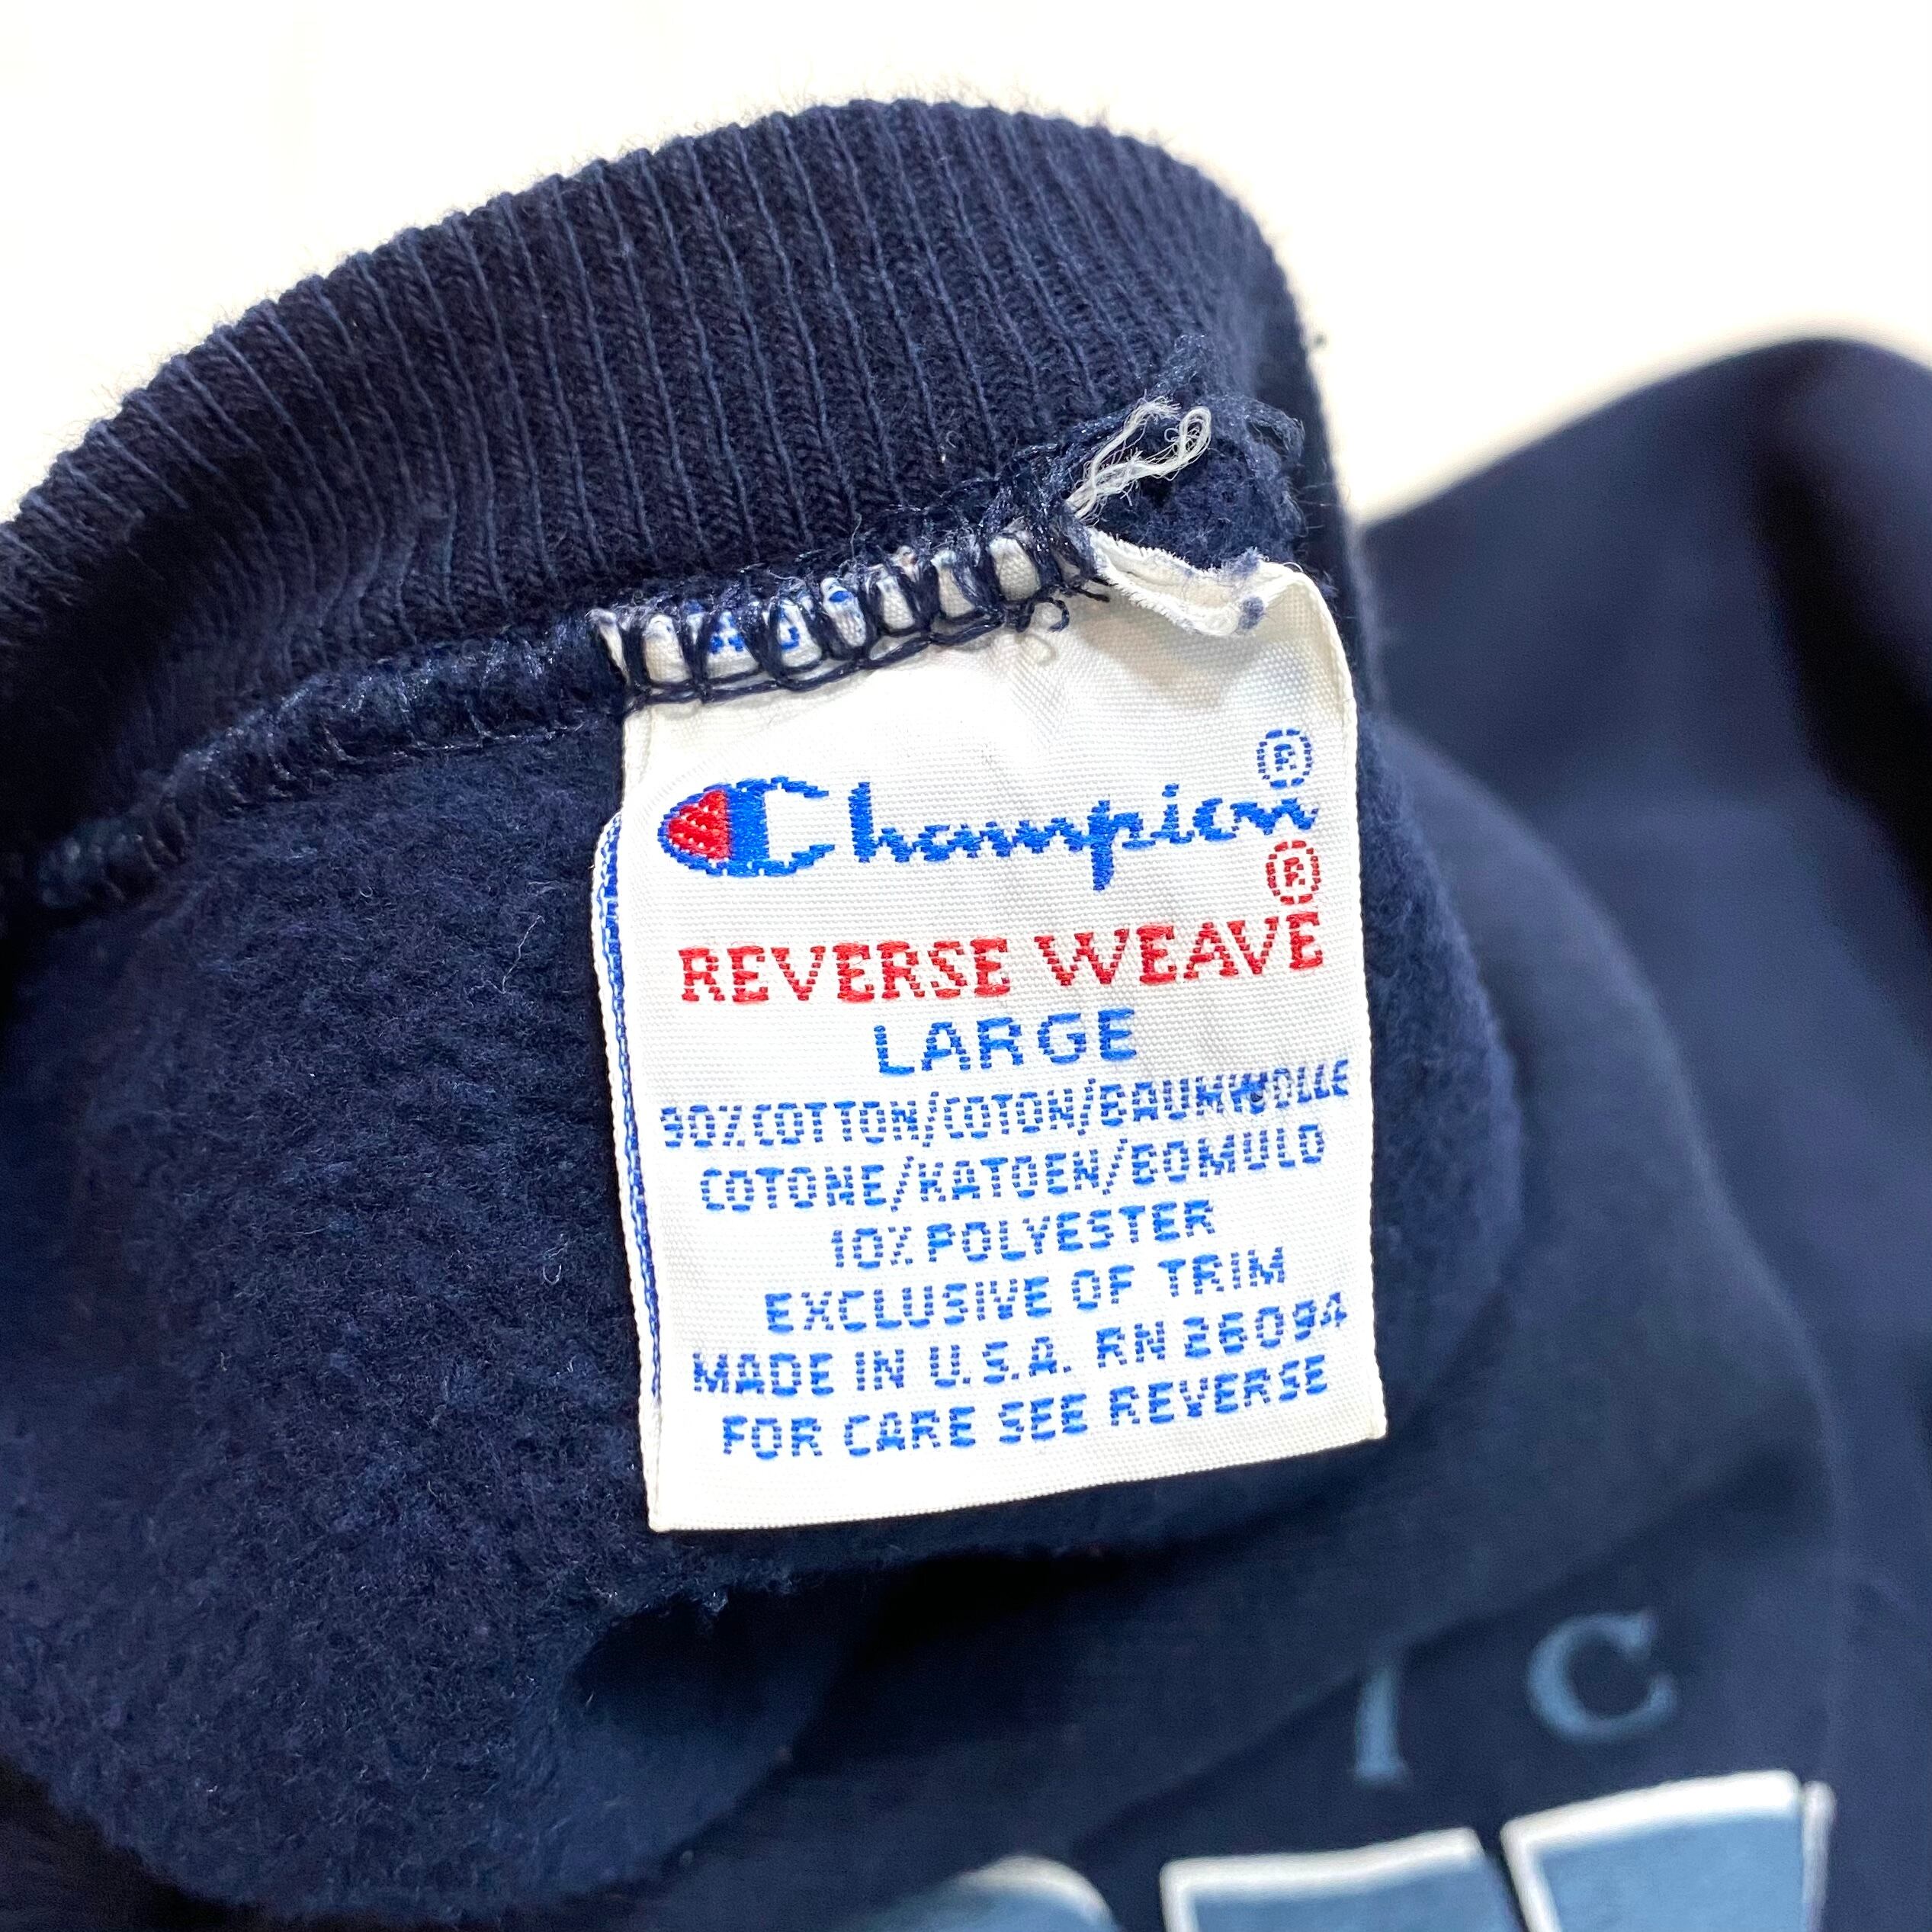 Champion®
REVERSE WEAVE®
LARGE
90% COTTON/COTON/BAUMWOLLE
COTONE/KATOEN/BOMULD
10% POLYESTER
EXCLUSIVE OF TRIM
MADE IN U.S.A. RN 26094
FOR CARE SEE REVERSE
I C